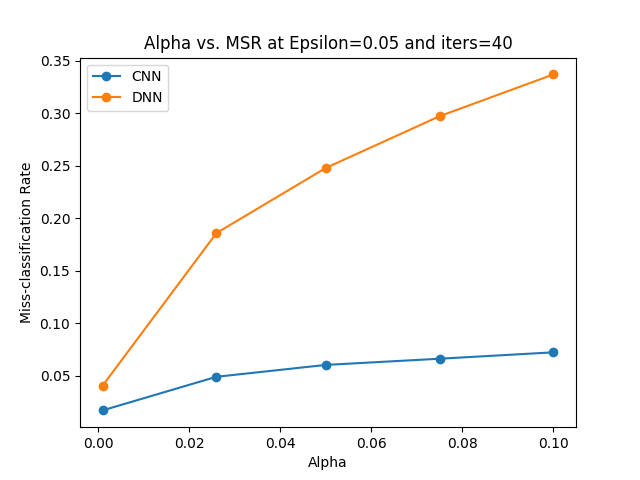 Alpha vs. MSR at Epsilon=0.05 and iters=40
CNN
DNN
Miss-classification Rate
0.35
0.30
0.25
0.20
0.15
0.10
0.05
0.00 0.02 0.04 0.06 0.08 0.10
Alpha